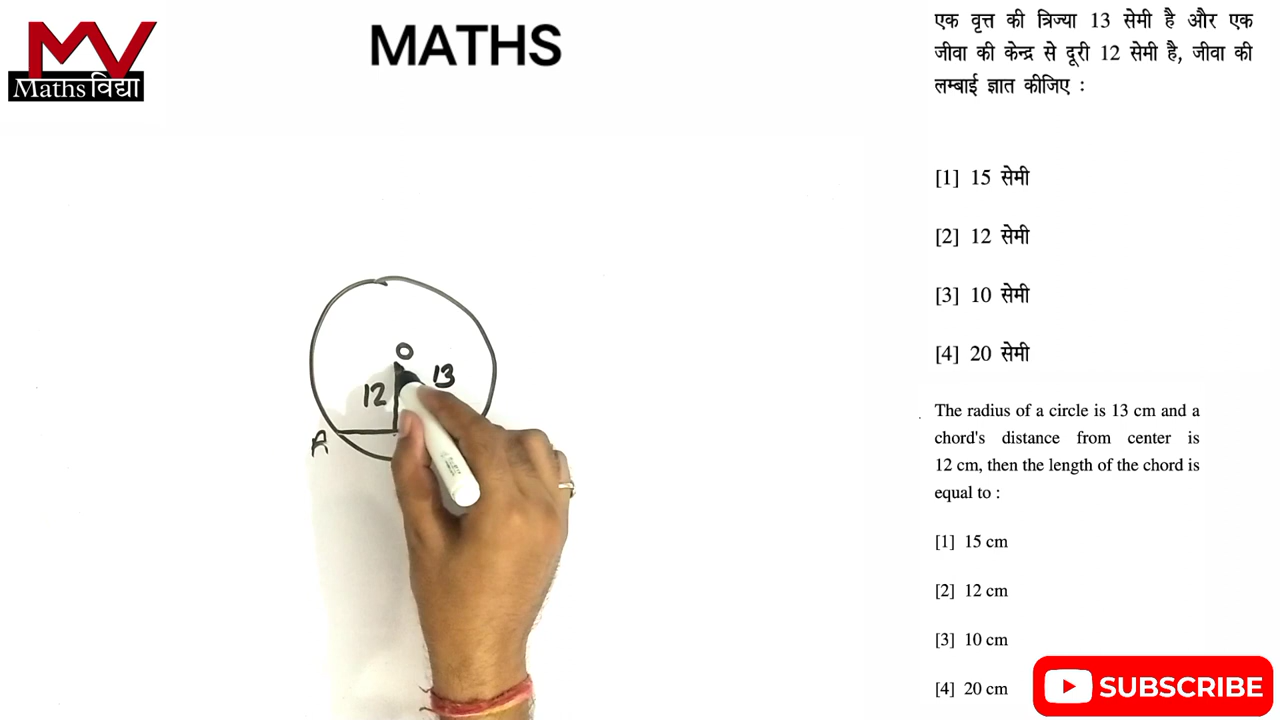 MV
Maths विद्या
MATHS
एक वृत्त की त्रिज्या 13 सेमी है और एक
जीवा की केन्द्र से दूरी 12 सेमी है, जीवा की
लम्बाई ज्ञात कीजिए :
[1] 15 सेमी
[2] 12 सेमी
[3] 10 सेमी
[4] 20 सेमी
O
12
13
A
The radius of a circle is 13 cm and a
chord's distance from center is
12 cm, then the length of the chord is
equal to :
[1] 15 cm
[2] 12 cm
[3] 10 cm
[4] 20 cm
SUBSCRIBE